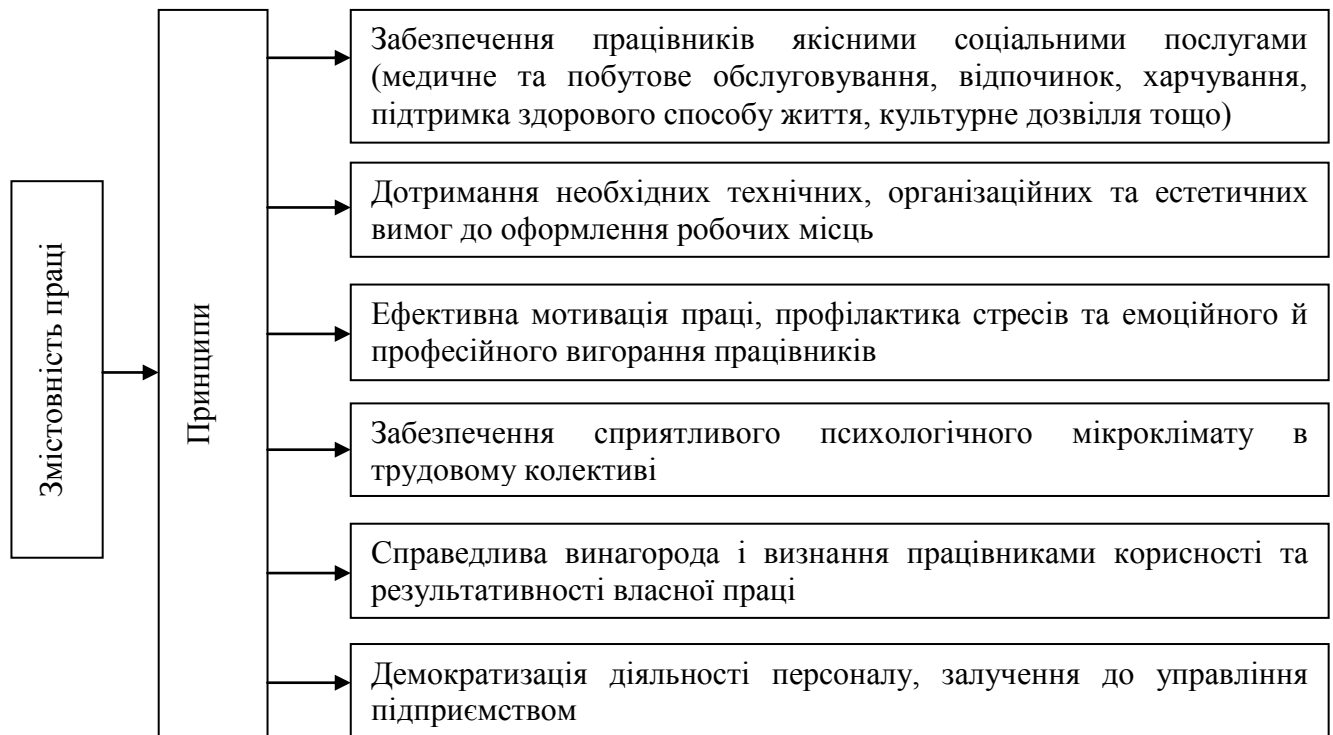 Змістовність праці
Принципи
Забезпечення працівників якісними соціальними послугами
(медичне та побутове обслуговування, відпочинок, харчування,
підтримка здорового способу життя, культурне дозвілля тощо)
Дотримання необхідних технічних, організаційних та естетичних
вимог до оформлення робочих місць
Ефективна мотивація праці, профілактика стресів та емоційного й
професійного вигорання працівників
Забезпечення сприятливого психологічного мікроклімату в
трудовому колективі
Справедлива винагорода і визнання працівниками корисності та
результативності власної праці
Демократизація діяльності персоналу, залучення до управління
підприємством